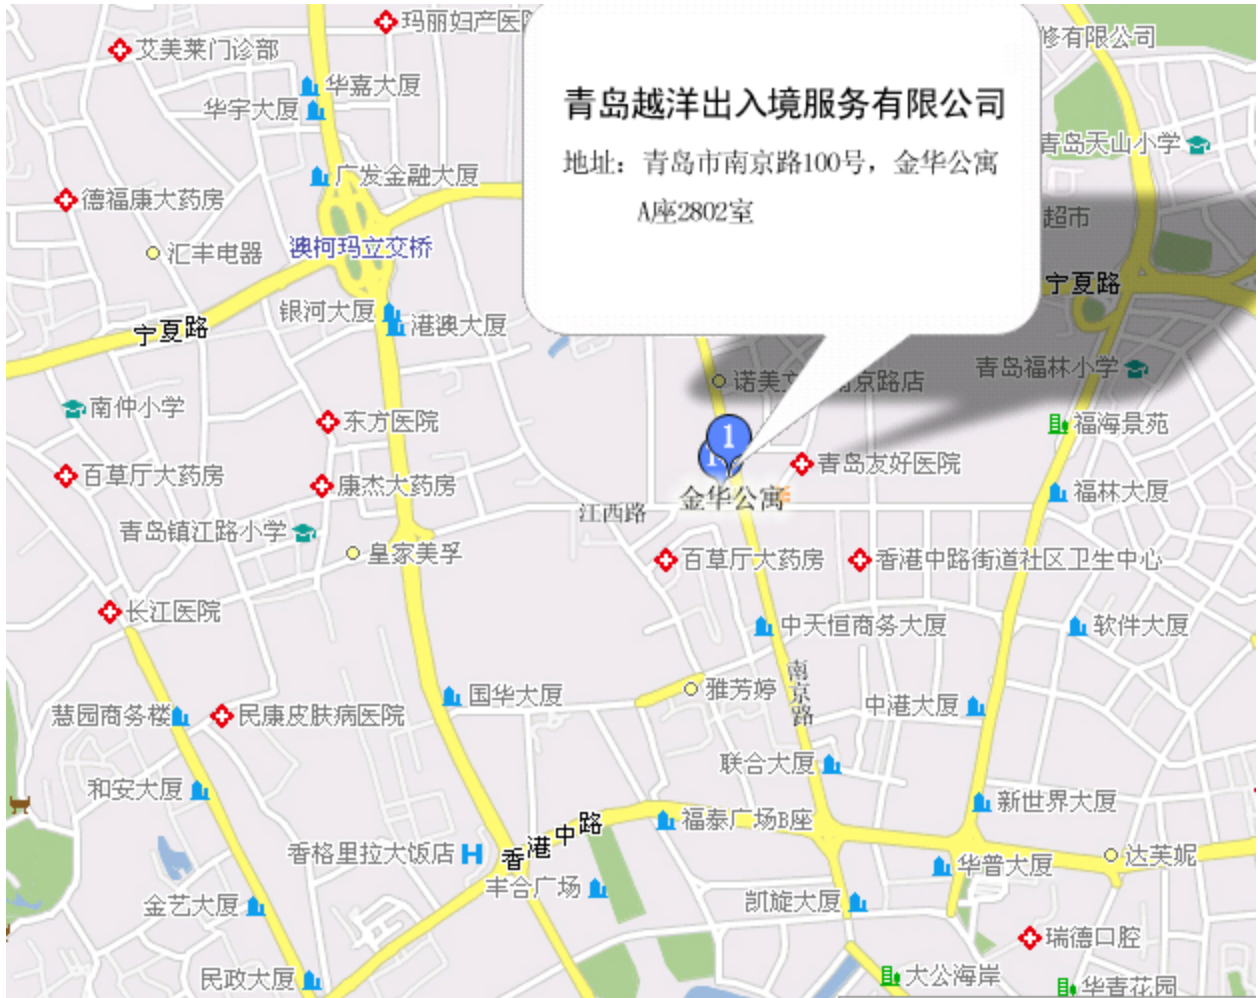 玛丽妇产医
艾美莱门诊部
修有限公司
华嘉大厦
华宇大厦
青岛越洋出入境服务有限公司
地址：青岛市南京路100号，金华公寓
A座2802室
青岛天山小学
广发金融大厦
德福康大药房
超市
汇丰电器
澳柯玛立交桥
宁夏路
银河大厦
港澳大厦
宁夏路
青岛福林小学
诺美
南京路店
南仲小学
东方医院
福海景苑
1
青岛友好医院
百草厅大药房
康杰大药房
福林大厦
金华公寓
江西路
青岛镇江路小学
皇家美孚
百草厅大药房
香港中路街道社区卫生中心
长江医院
中天恒商务大厦
软件大厦
南京路
国华大厦
雅芳婷
中港大厦
慧园商务楼
民康皮肤病医院
联合大厦
和安大厦
新世界大厦
福泰广场B座
香港中路
香格里拉大饭店
H
华普大厦
达芙妮
丰合广场
凯旋大厦
金艺大厦
瑞德口腔
民政大厦
大公海岸
华青花园